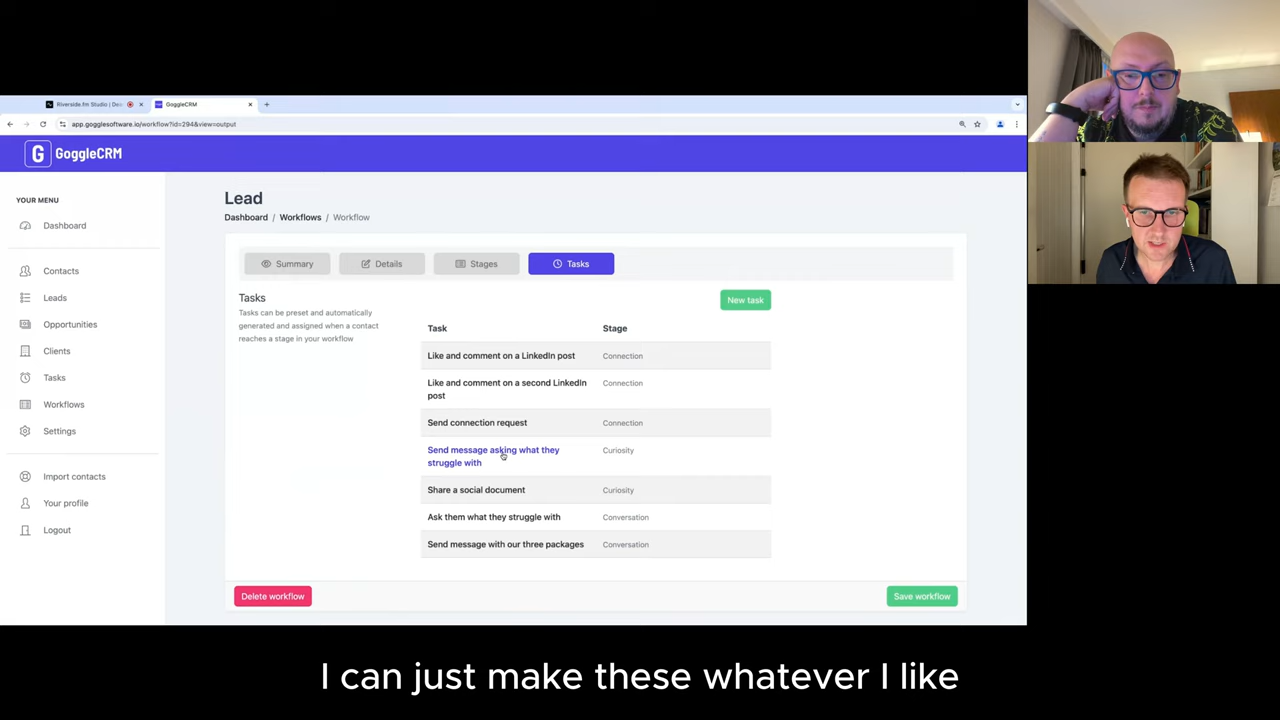 Riverside.fm Studio | Des
GoggleCRM
app.gogglesoftware.io/workflow?id=294&view=output
G GoggleCRM
YOUR MENU
Dashboard
Contacts
Leads
Opportunities
Clients
Tasks
Workflows
Settings
Import contacts
Your profile
Logout
Lead
Dashboard / Workflows / Workflow
Summary Details Stages Tasks
Tasks
Tasks can be preset and automatically
generated and assigned when a contact
reaches a stage in your workflow
New task
Task Stage
Like and comment on a LinkedIn post Connection
Like and comment on a second LinkedIn Connection
post
Send connection request Connection
Send message asking what they Curiosity
struggle with
Share a social document Curiosity
Ask them what they struggle with Conversation
Send message with our three packages Conversation
Delete workflow Save workflow
I can just make these whatever I like